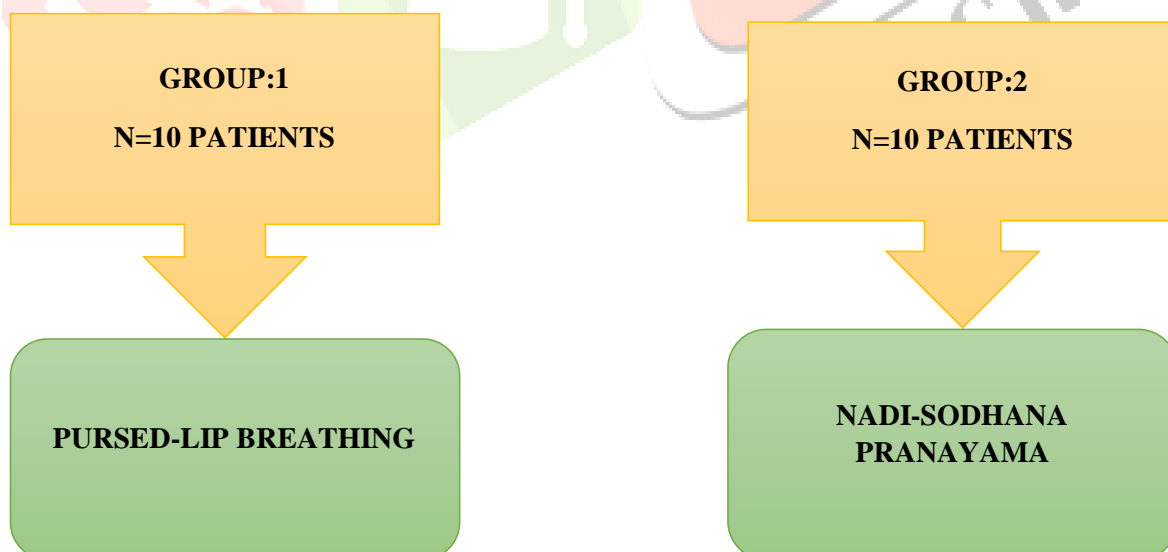 GROUP:1
N=10 PATIENTS
GROUP:2
N=10 PATIENTS
PURSED-LIP BREATHING
NADI-SODHANA
PRANAYAMA